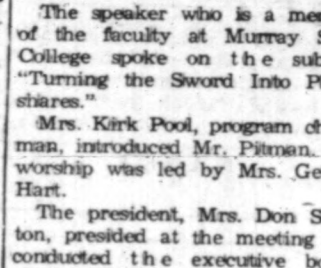 The speaker who is a me
of the faculty at Murray S
College spoke on the sub
"Turning the Sword Into P
shares."
Mrs. Kirk Pool, program ch
man, introduced Mr. Pitman.
worship was led by Mrs. Ge
Hart.
The president, Mrs. Don S
ton, presided at the meeting
conducted the executive bo